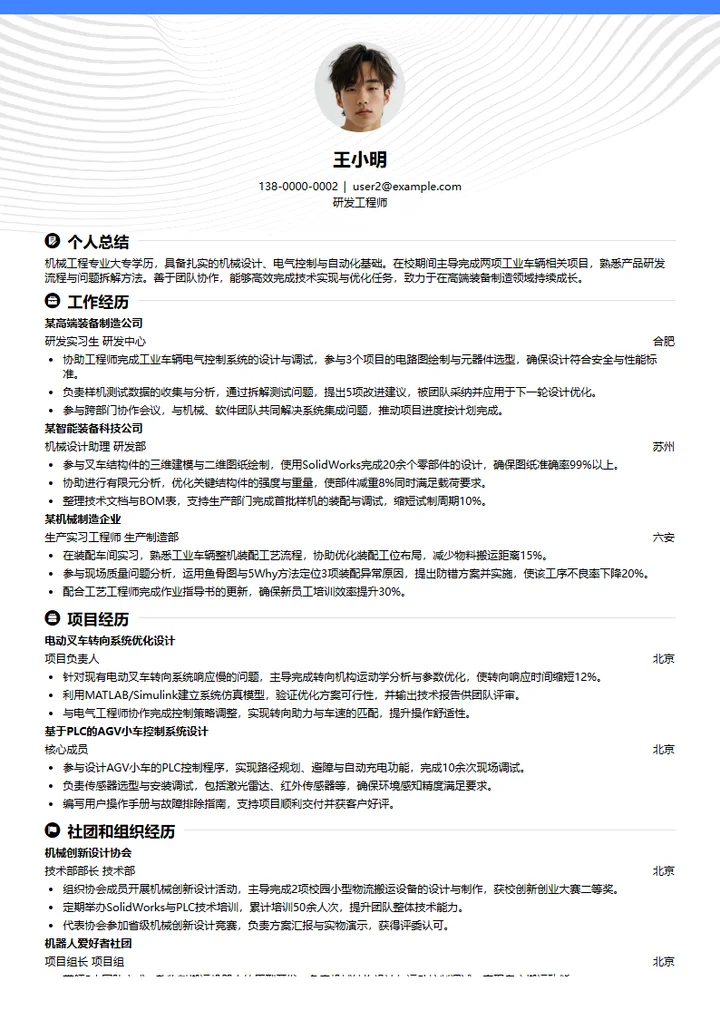 王小明
138-0000-0002 | user2@example.com
研发工程师
个人总结
机械工程专业大专学历，具备扎实的机械设计、电气控制与自动化基础。在校期间主导完成两项工业车辆相关项目，熟悉产品研发
流程与问题拆解方法。善于团队协作，能够高效完成技术实现与优化任务，致力于在高端装备制造领域持续成长。
工作经历
某高端装备制造公司
研发实习生 研发中心 合肥
• 协助工程师完成工业车辆电气控制系统的设计与调试，参与3个项目的电路图绘制与元器件选型，确保设计符合安全与性能标
准。
• 负责样机测试数据的收集与分析，通过拆解测试问题，提出5项改进建议，被团队采纳并应用于下一轮设计优化。
• 参与跨部门协作会议，与机械、软件团队共同解决系统集成问题，推动项目进度按计划完成。
某智能装备科技公司
机械设计助理 研发部 苏州
• 参与叉车结构件的三维建模与二维图纸绘制，使用SolidWorks完成20余个零部件的设计，确保图纸准确率99%以上。
• 协助进行有限元分析，优化关键结构件的强度与重量，使部件减重8%同时满足载荷要求。
• 整理技术文档与BOM表，支持生产部门完成首批样机的装配与调试，缩短试制周期10%。
某机械制造企业
生产实习工程师 生产制造部 六安
• 在装配车间实习，熟悉工业车辆整机装配工艺流程，协助优化装配工位布局，减少物料搬运距离15%。
• 参与现场质量问题分析，运用鱼骨图与5Why方法定位3项装配异常原因，提出防错方案并实施，使该工序不良率下降20%。
• 配合工艺工程师完成作业指导书的更新，确保新员工培训效率提升30%。
项目经历
电动叉车转向系统优化设计
项目负责人 北京
• 针对现有电动叉车转向系统响应慢的问题，主导完成转向机构运动学分析与参数优化，使转向响应时间缩短12%。
• 利用MATLAB/Simulink建立系统仿真模型，验证优化方案可行性，并输出技术报告供团队评审。
• 与电气工程师协作完成控制策略调整，实现转向助力与车速的匹配，提升操作舒适性。
基于PLC的AGV小车控制系统设计
核心成员 北京
• 参与设计AGV小车的PLC控制程序，实现路径规划、避障与自动充电功能，完成10余次现场调试。
• 负责传感器选型与安装调试，包括激光雷达、红外传感器等，确保环境感知精度满足要求。
• 编写用户操作手册与故障排除指南，支持项目顺利交付并获客户好评。
社团和组织经历
机械创新设计协会
技术部部长 技术部 北京
• 组织协会成员开展机械创新设计活动，主导完成2项校园小型物流搬运设备的设计与制作，获校创新创业大赛二等奖。
• 定期举办SolidWorks与PLC技术培训，累计培训50余人次，提升团队整体技术能力。
• 代表协会参加省级机械创新设计竞赛，负责方案汇报与实物演示，获得评委认可。
机器人爱好者社团
项目组长 项目组 北京